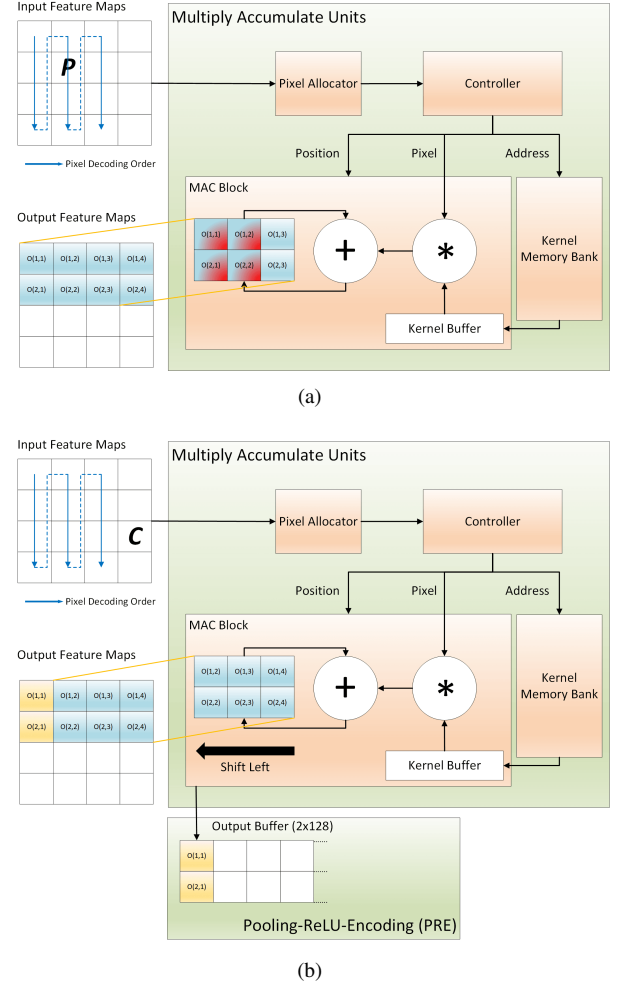 Input Feature Maps
Multiply Accumulate Units
P
Pixel Allocator
Controller
Pixel Decoding Order
Position
Pixel
Address
MAC Block
Output Feature Maps
O(1,1) O(1,2) O(1,3) O(1,4)
O(2,1) O(2,2) O(2,3) O(2,4)
O(1,1) O(1,2) O(1,3)
O(2,1) O(2,2) O(2,3)
+
*
Kernel
Memory Bank
Kernel Buffer
(a)
Input Feature Maps
Multiply Accumulate Units
C
Pixel Allocator
Controller
Pixel Decoding Order
Position
Pixel
Address
MAC Block
Output Feature Maps
O(1,1) O(1,2) O(1,3) O(1,4)
O(2,1) O(2,2) O(2,3) O(2,4)
O(1,2) O(1,3) O(1,4)
O(2,2) O(2,3) O(2,4)
+
*
Kernel
Memory Bank
Shift Left
Kernel Buffer
Output Buffer (2x128)
O(1,1)
O(2,1)
Pooling-ReLU-Encoding (PRE)
(b)